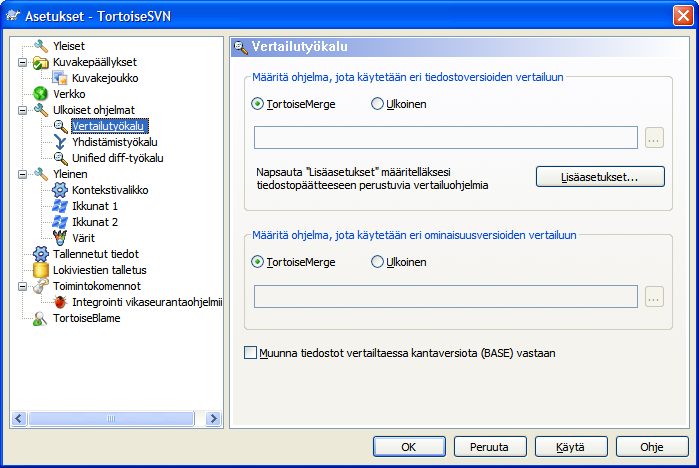 Asetukset - TortoiseSVN
Yleiset
Kuvakepäällykset
Kuvakejoukko
Verkko
Ulkoiset ohjelmat
Vertailutyökalu
Yhdistämistyökalu
Unified diff-työkalu
Yleinen
Kontekstivalikko
Ikkunat 1
Ikkunat 2
Värit
Tallennetut tiedot
Lokiviestien talletus
Toimintokomennot
Integrointi vikaseurantaohjelmii
TortoiseBlame
Vertailutyökalu
Määritä ohjelma, jota käytetään eri tiedostoversioiden vertailuun
TortoiseMerge
Ulkoinen
...
Napsauta "Lisäasetukset" määritelläksesi
tiedostopäätteeseen perustuvia vertailuohjelmia
Lisäasetukset...
Määritä ohjelma, jota käytetään eri ominaisuusversioiden vertailuun
TortoiseMerge
Ulkoinen
...
Muunna tiedostot vertailtaessa kantaversiota (BASE) vastaan
OK
Peruuta
Käytä
Ohje